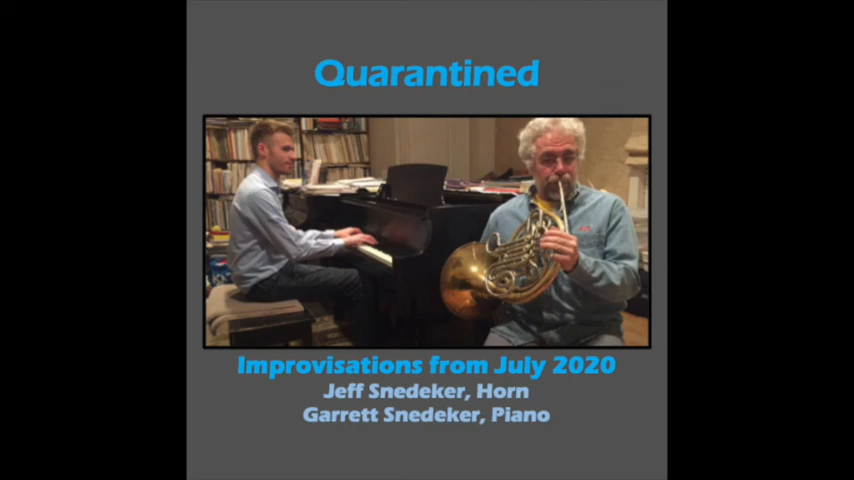 Quarantined
Improvisations from July 2020
Jeff Snedeker, Horn
Garrett Snedeker, Piano